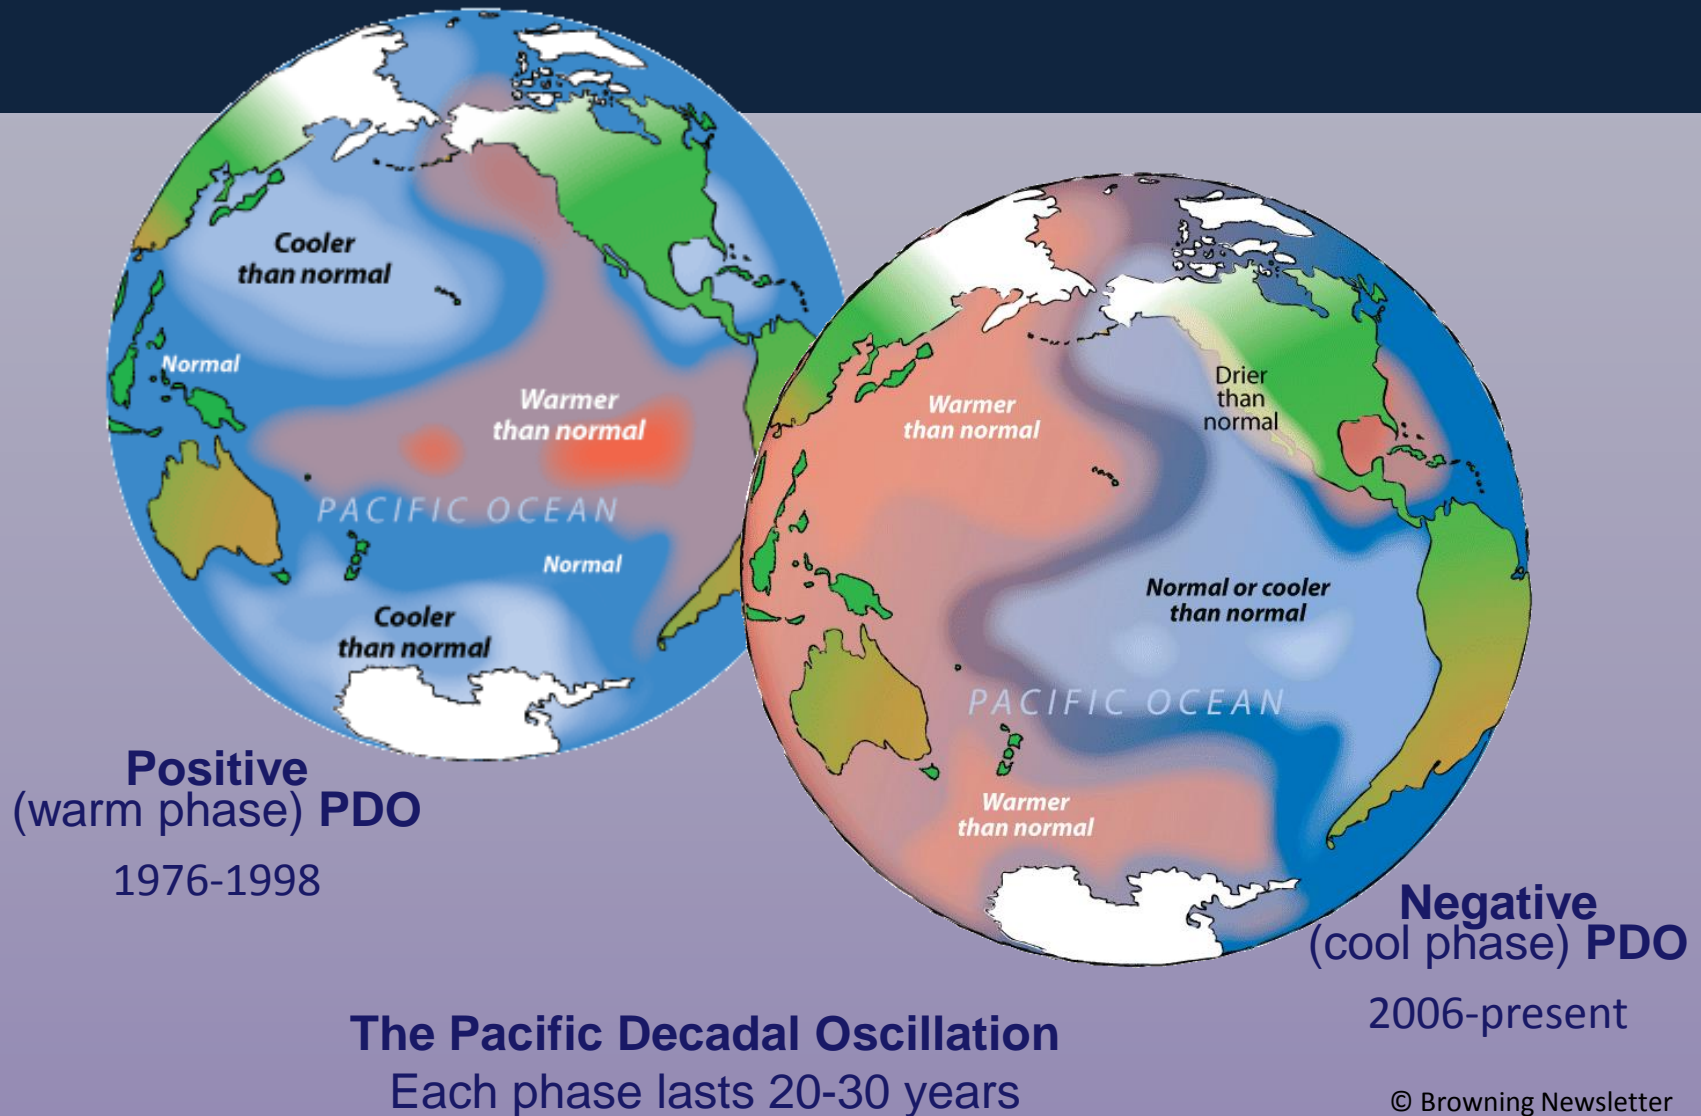 Cooler
than normal
Normal
Warmer
than normal
PACIFIC OCEAN
Normal
Cooler
than normal
Positive
(warm phase) PDO
1976-1998
Warmer
than normal
Drier
than
normal
Normal or cooler
than normal
PACIFIC OCEAN
Warmer
than normal
Negative
(cool phase) PDO
2006-present
The Pacific Decadal Oscillation
Each phase lasts 20-30 years
© Browning Newsletter